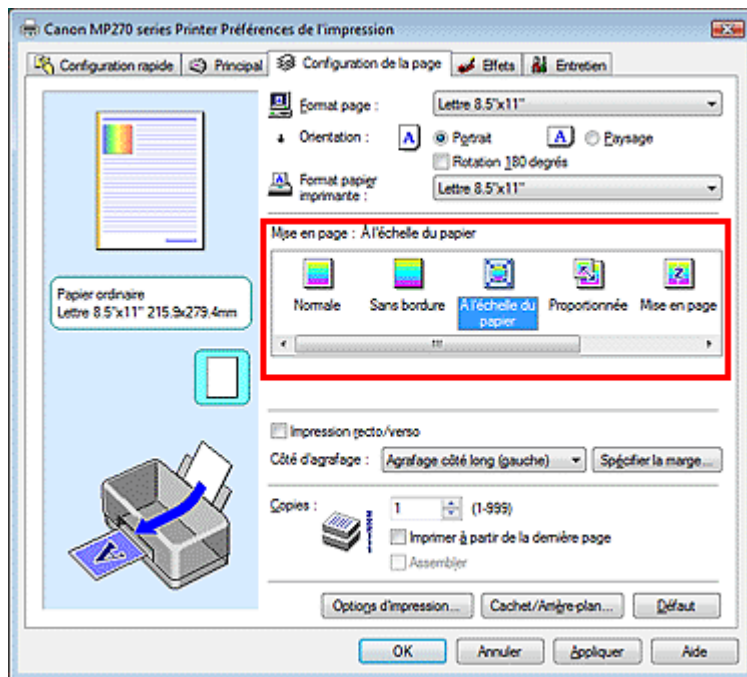 Canon MP270 series Printer Préférences de l'impression
Configuration rapide Principal Configuration de la page Effets Entretien
Format page : Lettre 8.5"x11"
Orientation : A Portrait A Paysage
Rotation 180 degrés
Format papier imprimante : Lettre 8.5"x11"
Mise en page : À l'échelle du papier
Normale Sans bordure À l'échelle du papier Proportionnée Mise en page
Papier ordinaire
Lettre 8.5"x11" 215.9x279.4mm
Impression recto/verso
Côté d'agrafage : Agrafage côté long (gauche) Spécifier la marge...
Copies : 1 (1-999)
Imprimer à partir de la dernière page
Assembler
Options d'impression... Cachet/Arrière-plan... Défaut
OK Annuler Appliquer Aide